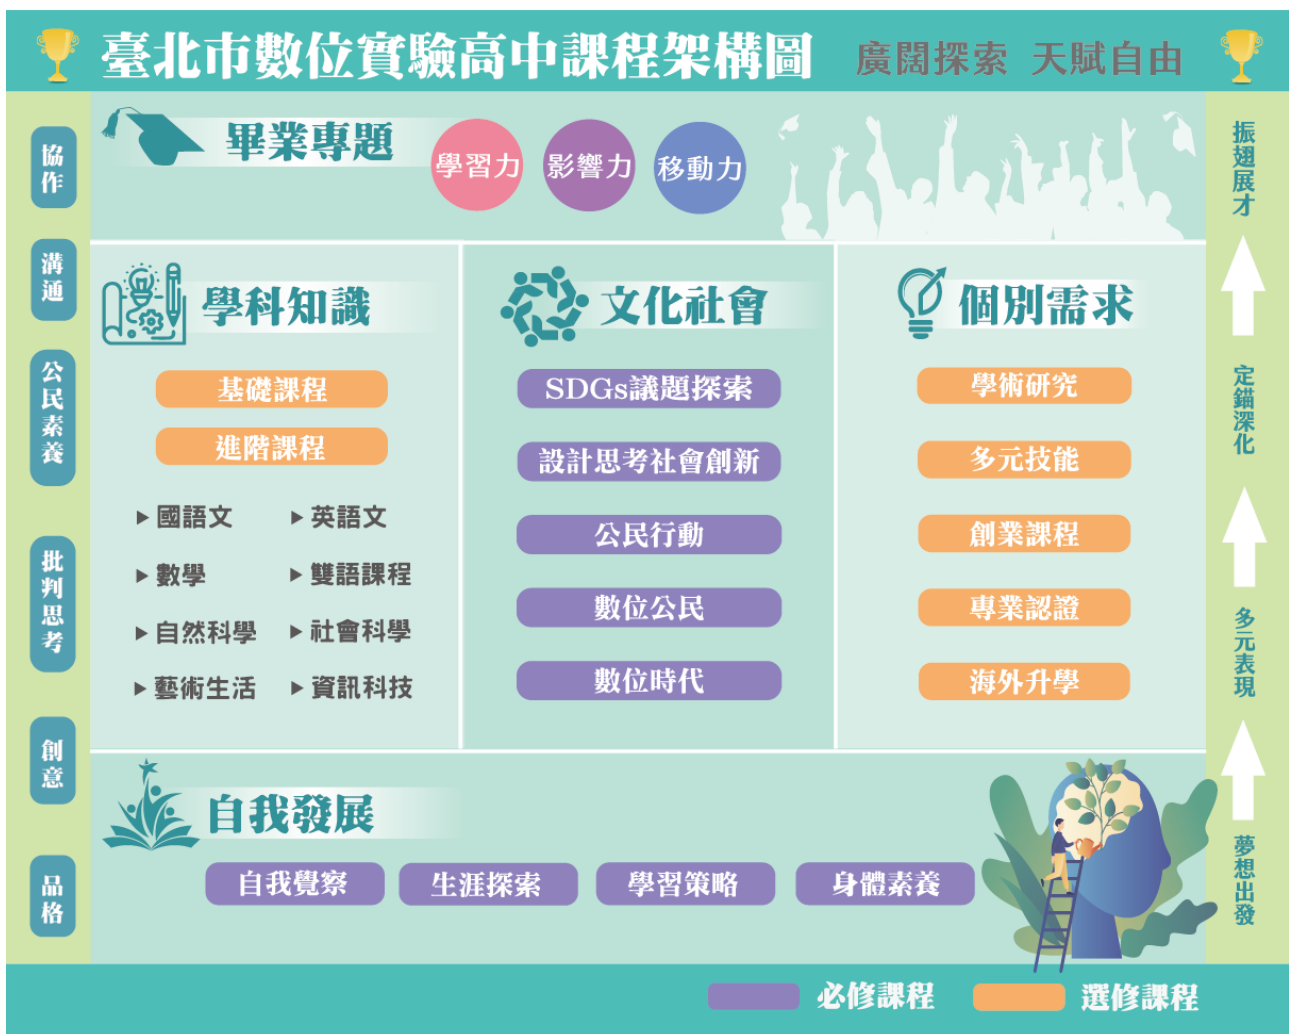 臺北市數位實驗高中課程架構圖 廣闊探索 天賦自由
協作
溝通
公民素養
批判思考
創意
品格
畢業專題
學習力
影響力
移動力
學科知識
基礎課程
進階課程
▶國語文 ▶英語文
▶數學 ▶雙語課程
▶自然科學 ▶社會科學
▶藝術生活 ▶資訊科技
文化社會
SDGs議題探索
設計思考社會創新
公民行動
數位公民
數位時代
個別需求
學術研究
多元技能
創業課程
專業認證
海外升學
自我發展
自我覺察
生涯探索
學習策略
身體素養
振翅展才
定錨深化
多元表現
夢想出發
必修課程
選修課程